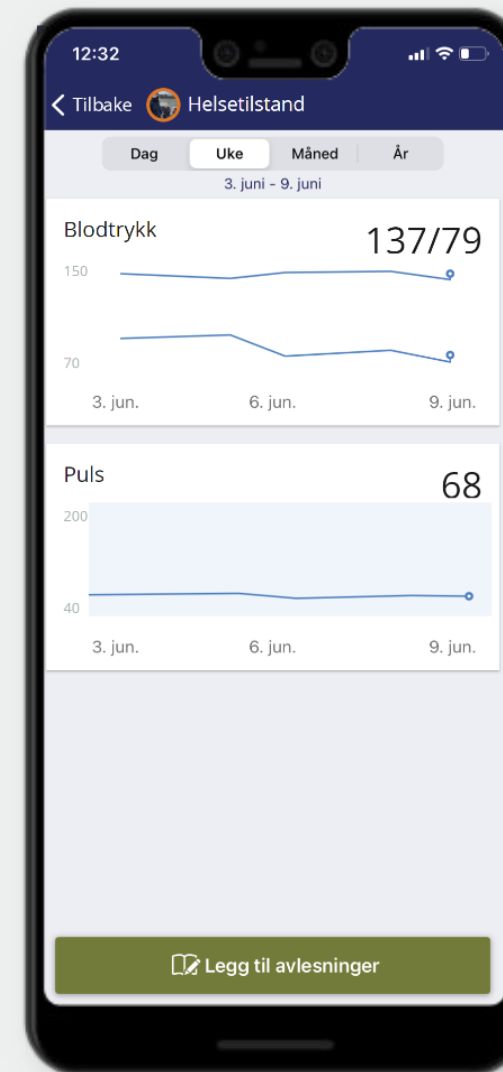 12:32
Tilbake Helsetilstand
Dag Uke Måned År
3. juni - 9. juni
Blodtrykk 137/79
150
70
3. jun. 6. jun. 9. jun.
Puls 68
200
40
3. jun. 6. jun. 9. jun.
Legg til avlesninger